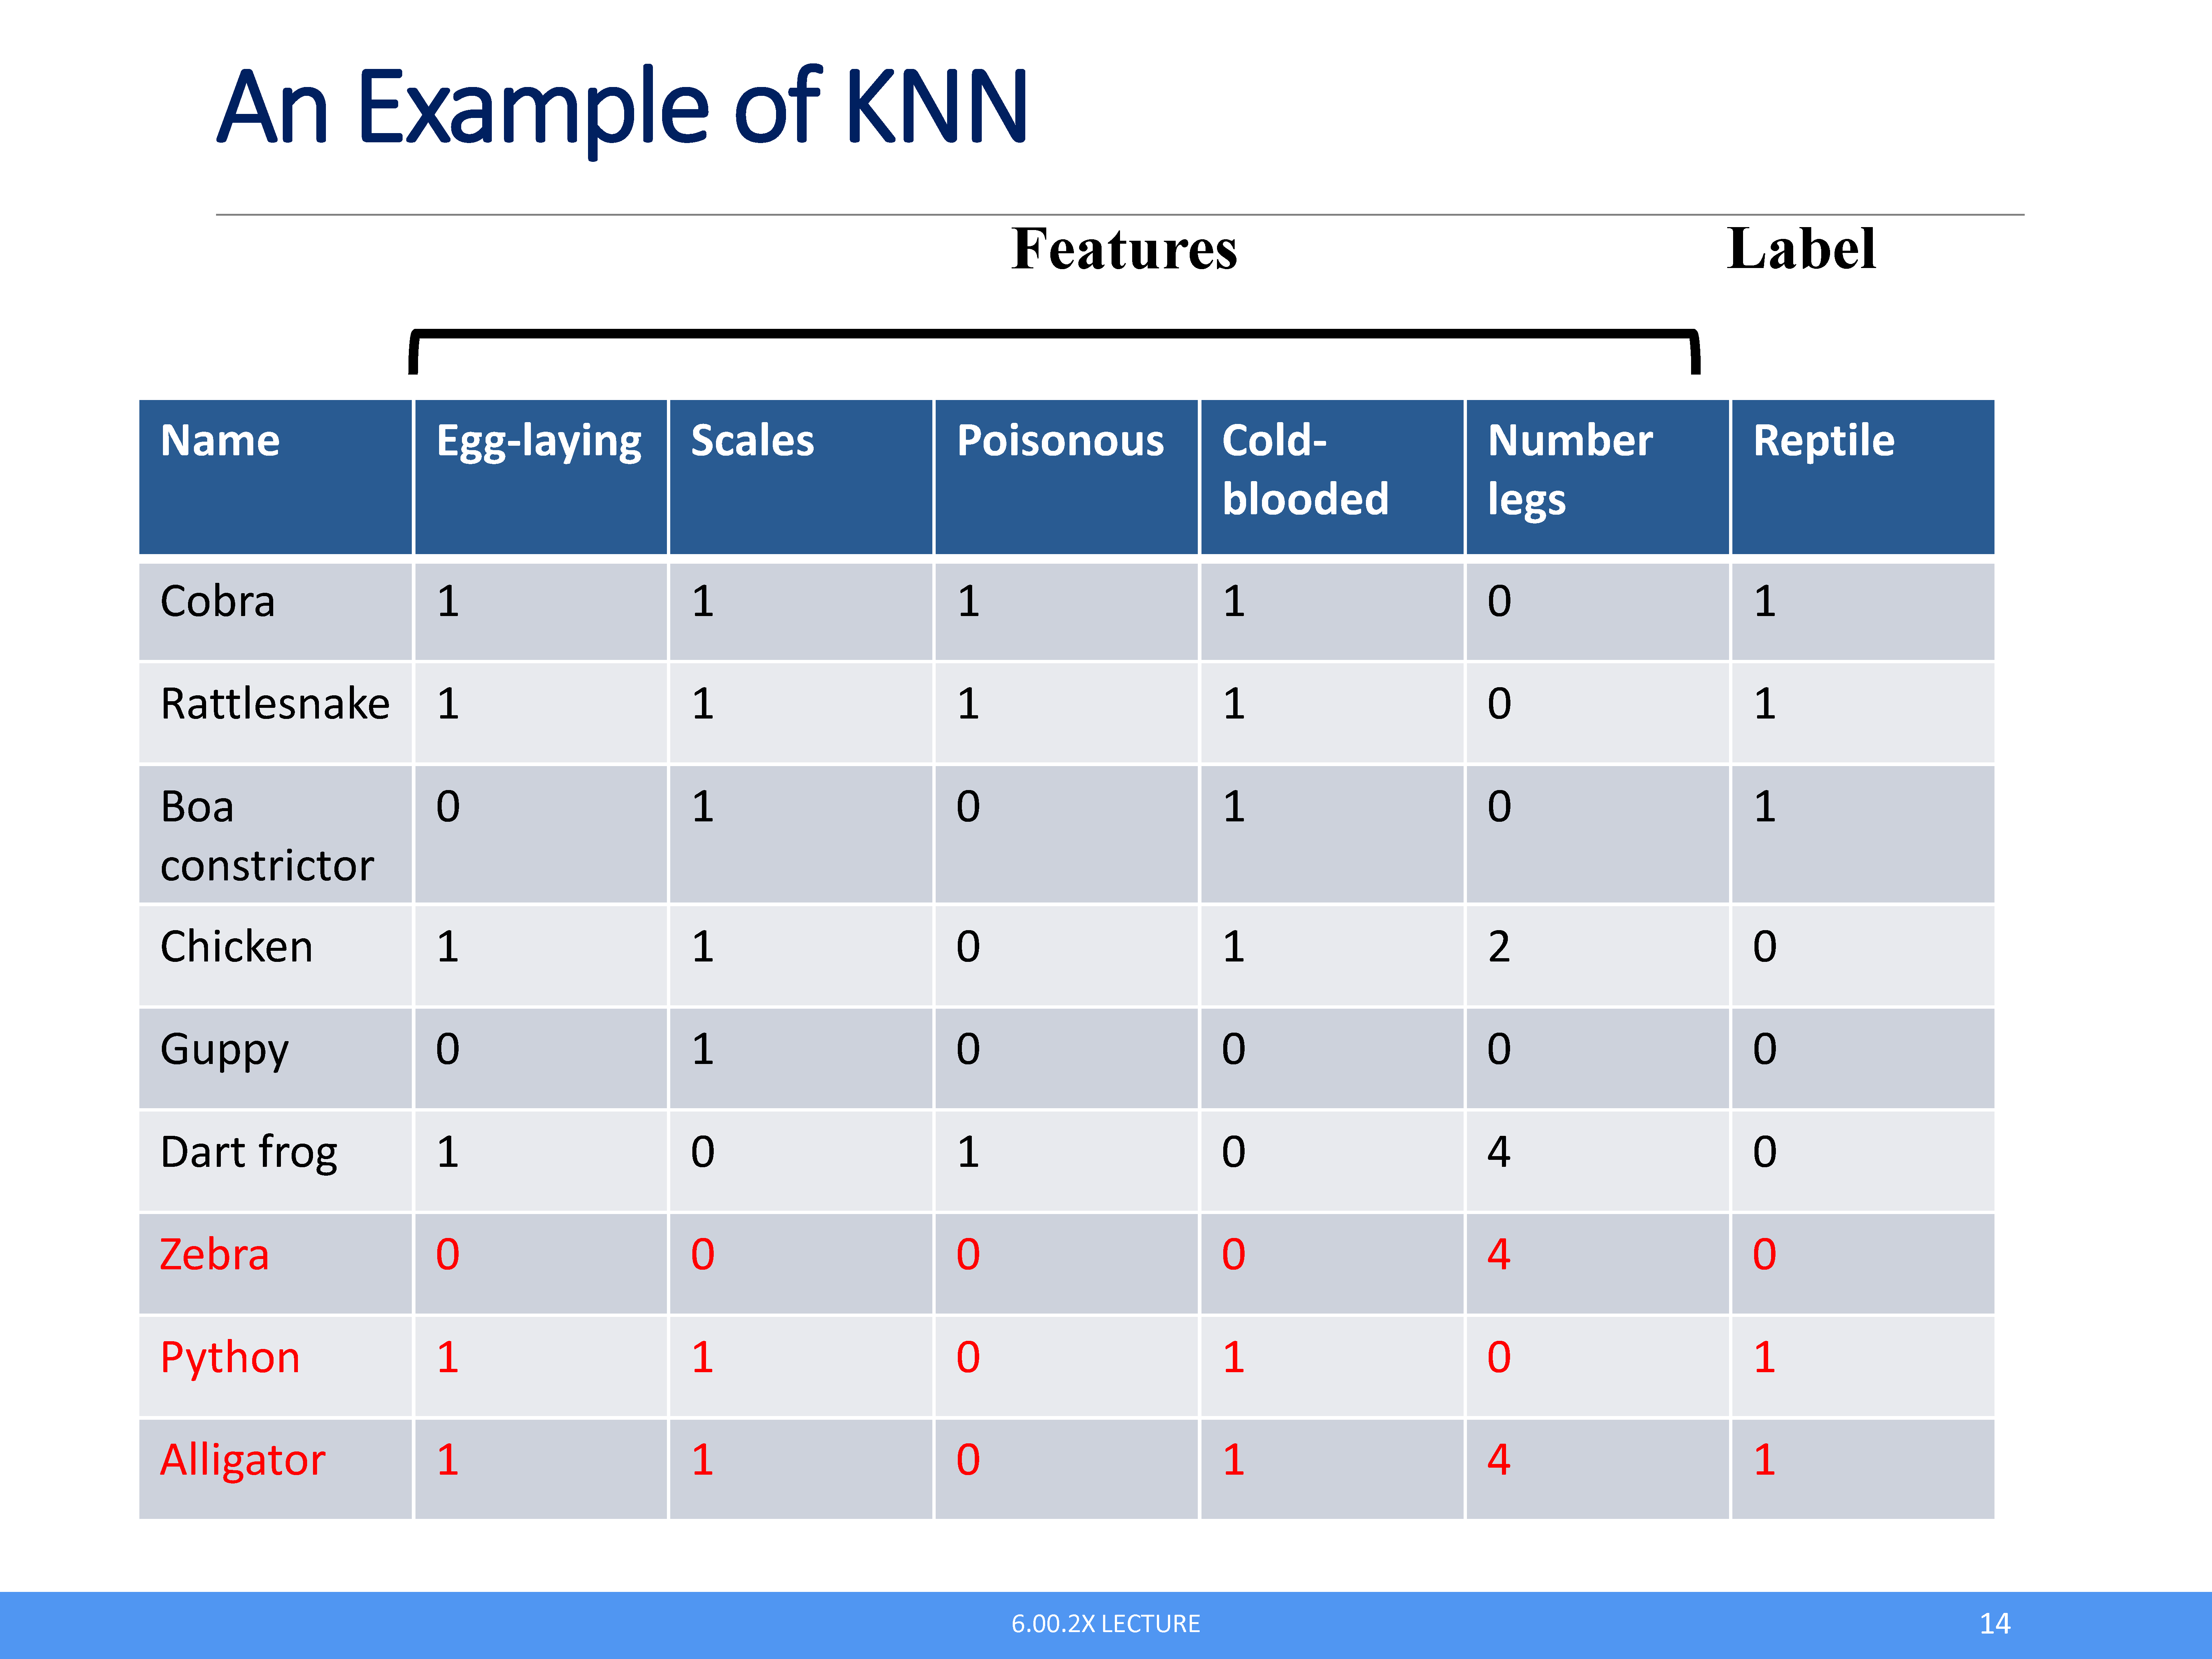 An Example of KNN
Features Label
Name Egg-laying Scales Poisonous Cold-blooded Number legs Reptile
Cobra 1 1 1 1 0 1
Rattlesnake 1 1 1 1 0 1
Boa constrictor 0 1 0 1 0 1
Chicken 1 1 0 1 2 0
Guppy 0 1 0 0 0 0
Dart frog 1 0 1 0 4 0
Zebra 0 0 0 0 4 0
Python 1 1 0 1 0 1
Alligator 1 1 0 1 4 1
6.00.2X LECTURE 14